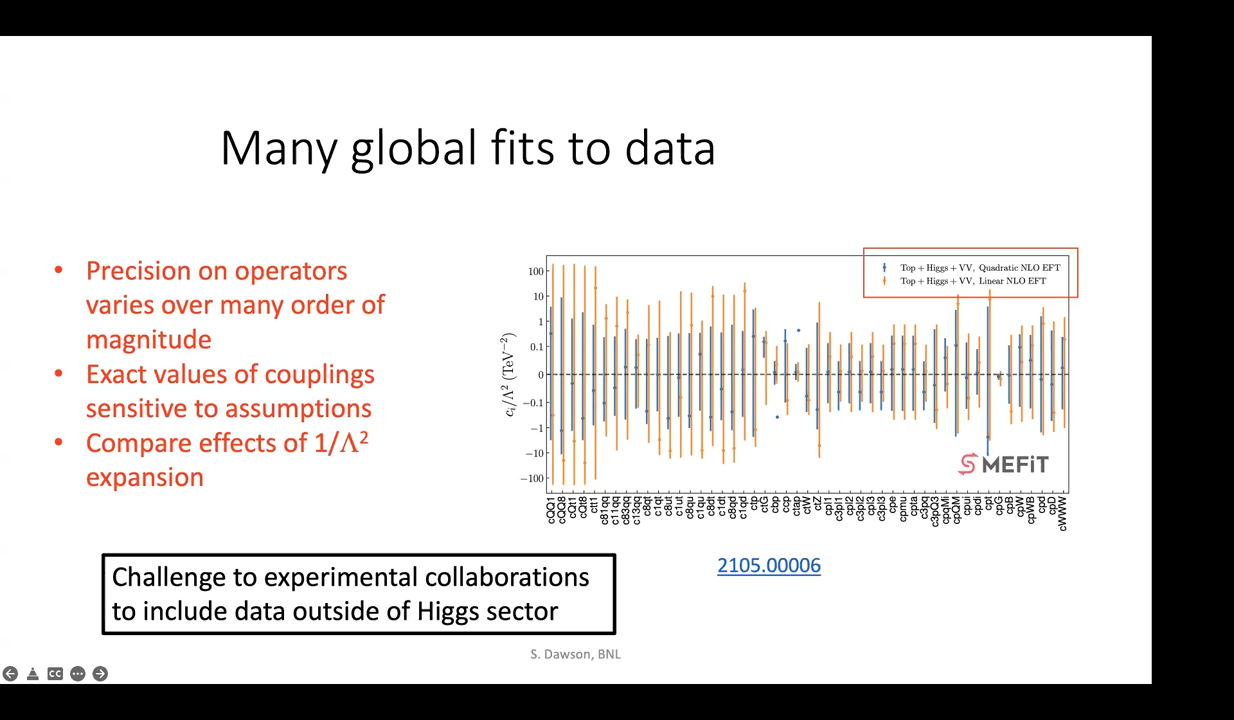 Many global fits to data
• Precision on operators
varies over many order of
magnitude
• Exact values of couplings
sensitive to assumptions
• Compare effects of 1/Λ²
expansion
Top + Higgs + VV, Quadratic NLO EFT
Top + Higgs + VV, Linear NLO EFT
100
10
1
0.1
0
−0.1
−1
−10
−100
cᵢ/Λ² (TeV⁻²)
SMEFiT
cQQ1 cQQ8 cQt1 cQt8 ctt1 c81qq c11qq c83qq c13qq c8qt c1qt c8ut c1ut c8qu c1qu c8dt c1dt c8qd c1qd ctp ctG cbp ccp ctap ctW ctZ cpl1 c3pl1 cpl2 c3pl2 cpl3 c3pl3 cpe cpmu cpta c3pq c3pQ3 cpqMi cpQM cpui cpdi cpt cpG cpB cpW cpWB cpd cpD cWWW
2105.00006
Challenge to experimental collaborations
to include data outside of Higgs sector
S. Dawson, BNL
CC